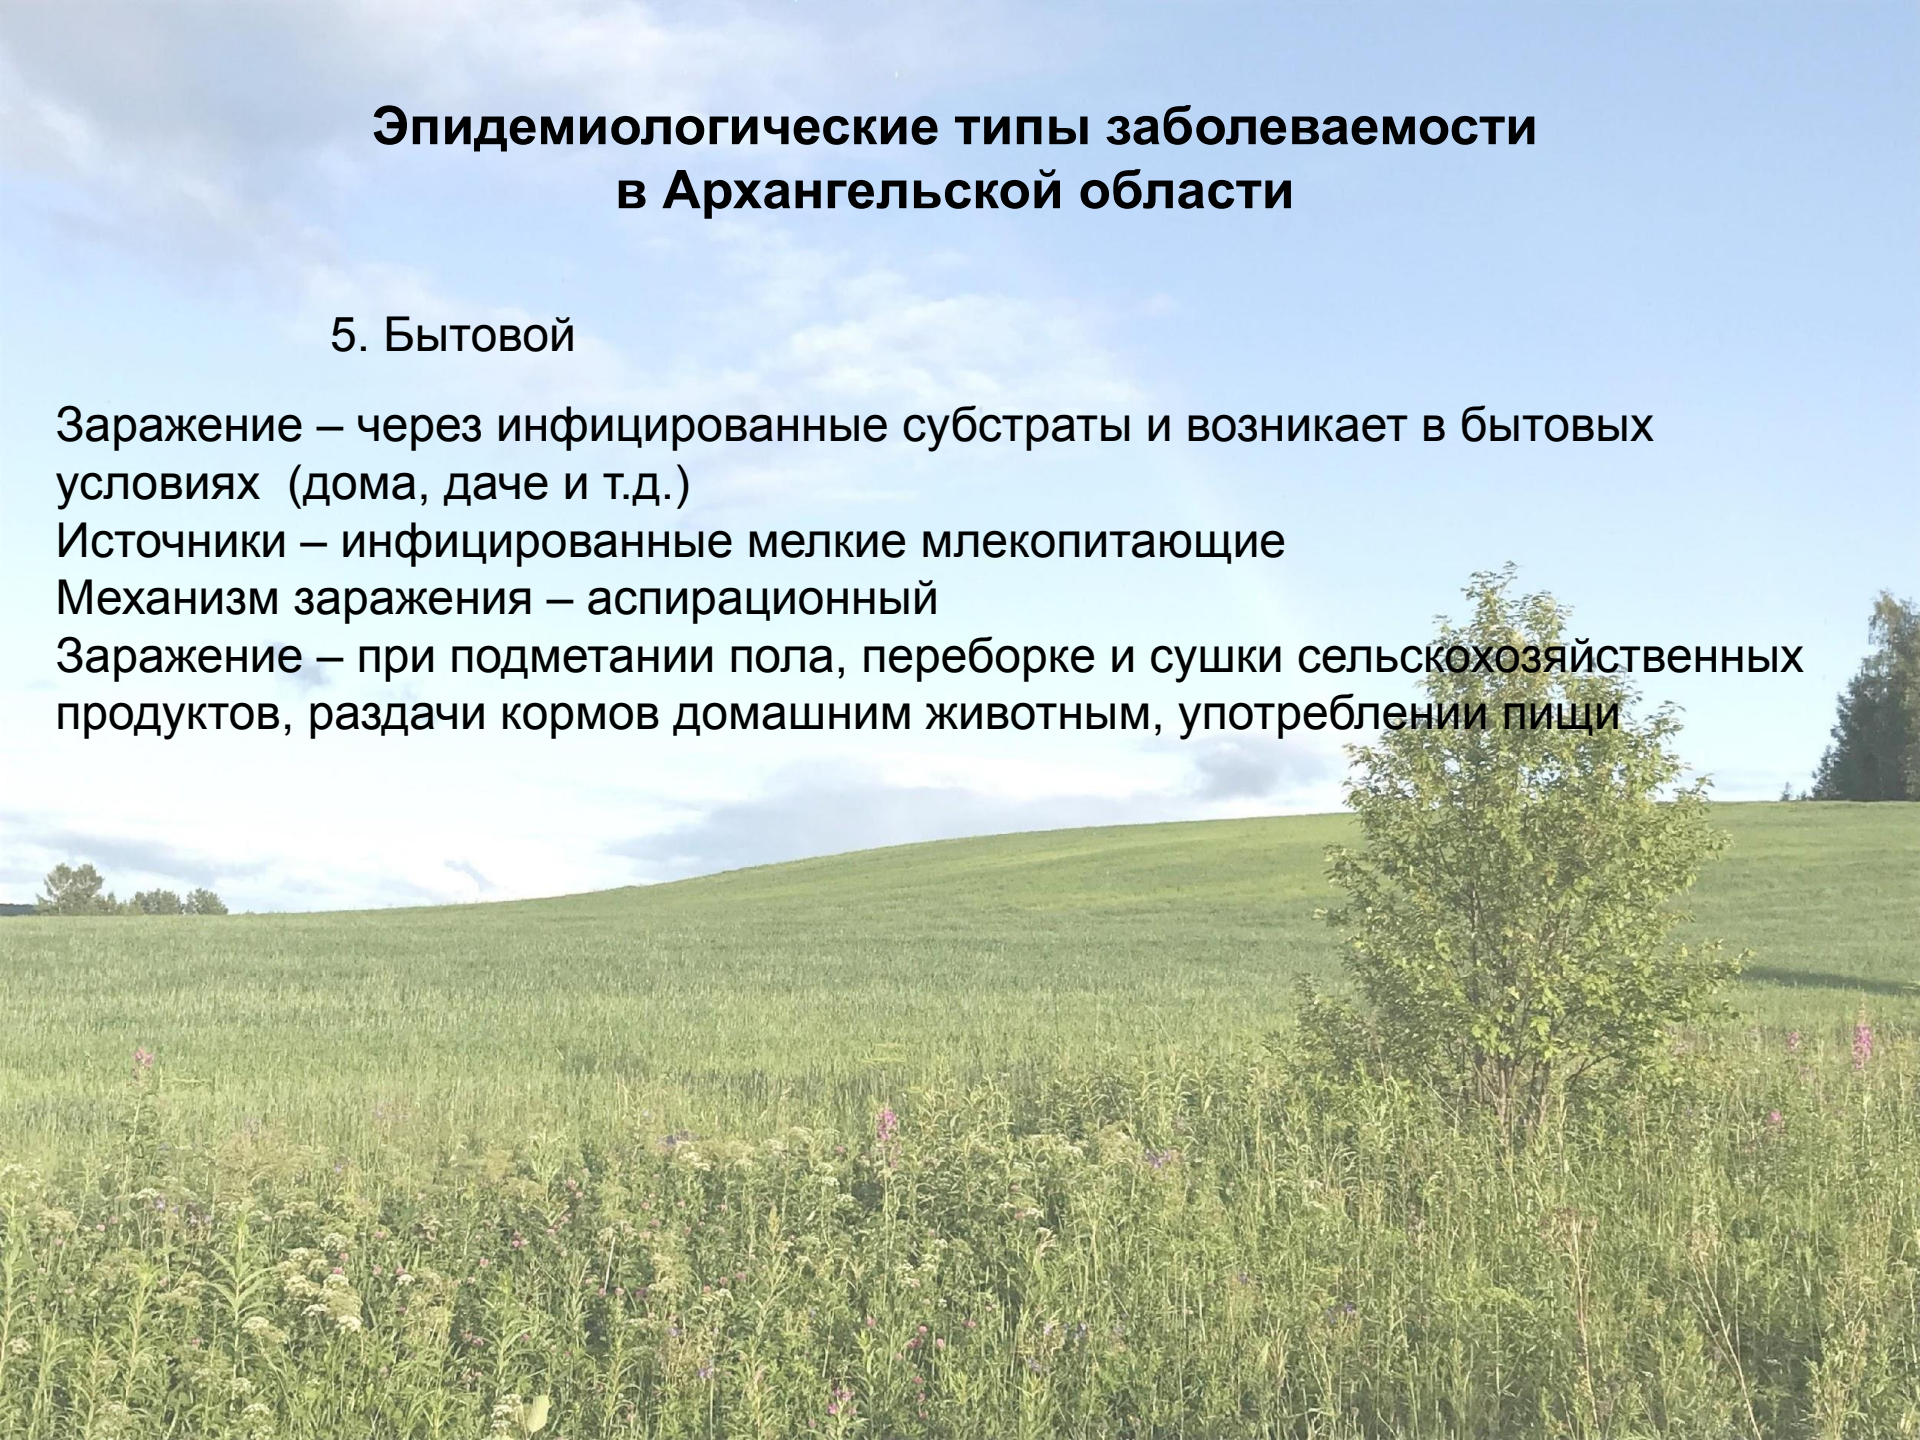 Эпидемиологические типы заболеваемости
в Архангельской области
5. Бытовой
Заражение – через инфицированные субстраты и возникает в бытовых
условиях (дома, даче и т.д.)
Источники – инфицированные мелкие млекопитающие
Механизм заражения – аспирационный
Заражение – при подметании пола, переборке и сушки сельскохозяйственных
продуктов, раздачи кормов домашним животным, употреблении пищи